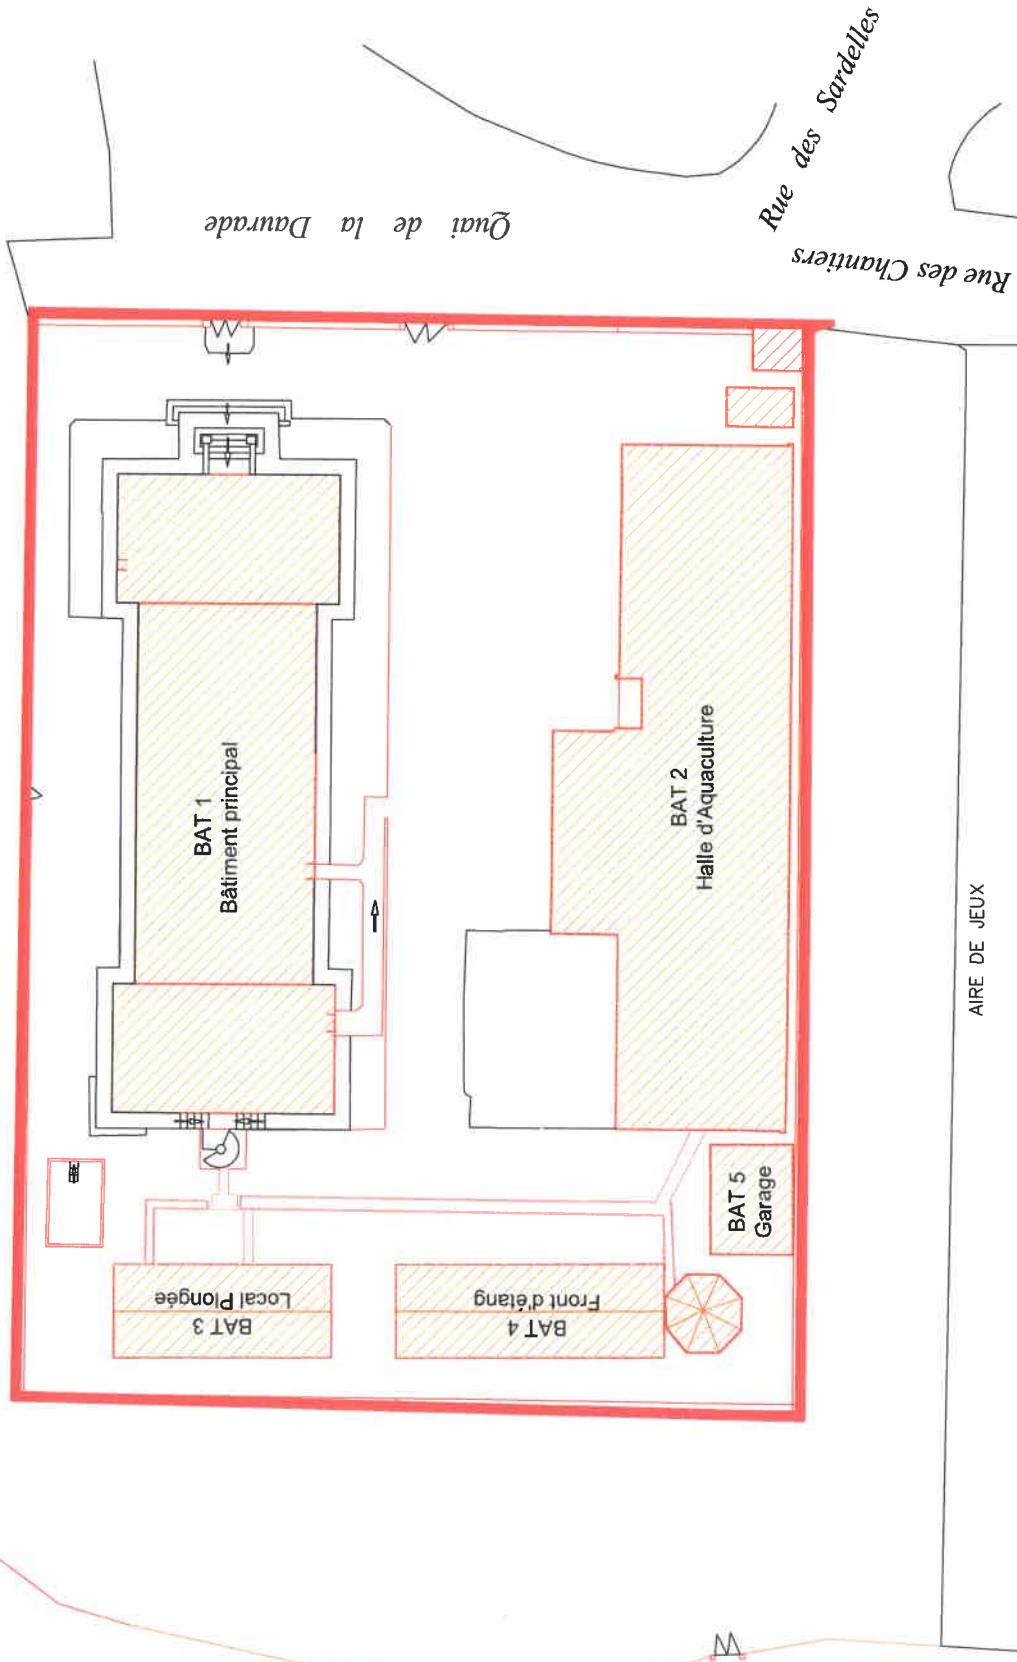 Rue des Sardelles
Quai de la Daurade
Rue des Chantiers
BAT 1
Bâtiment principal
BAT 2
Halle d'Aquaculture
AIRE DE JEUX
BAT 3
Local Plongée
BAT 4
Front d'étang
BAT 5
Garage